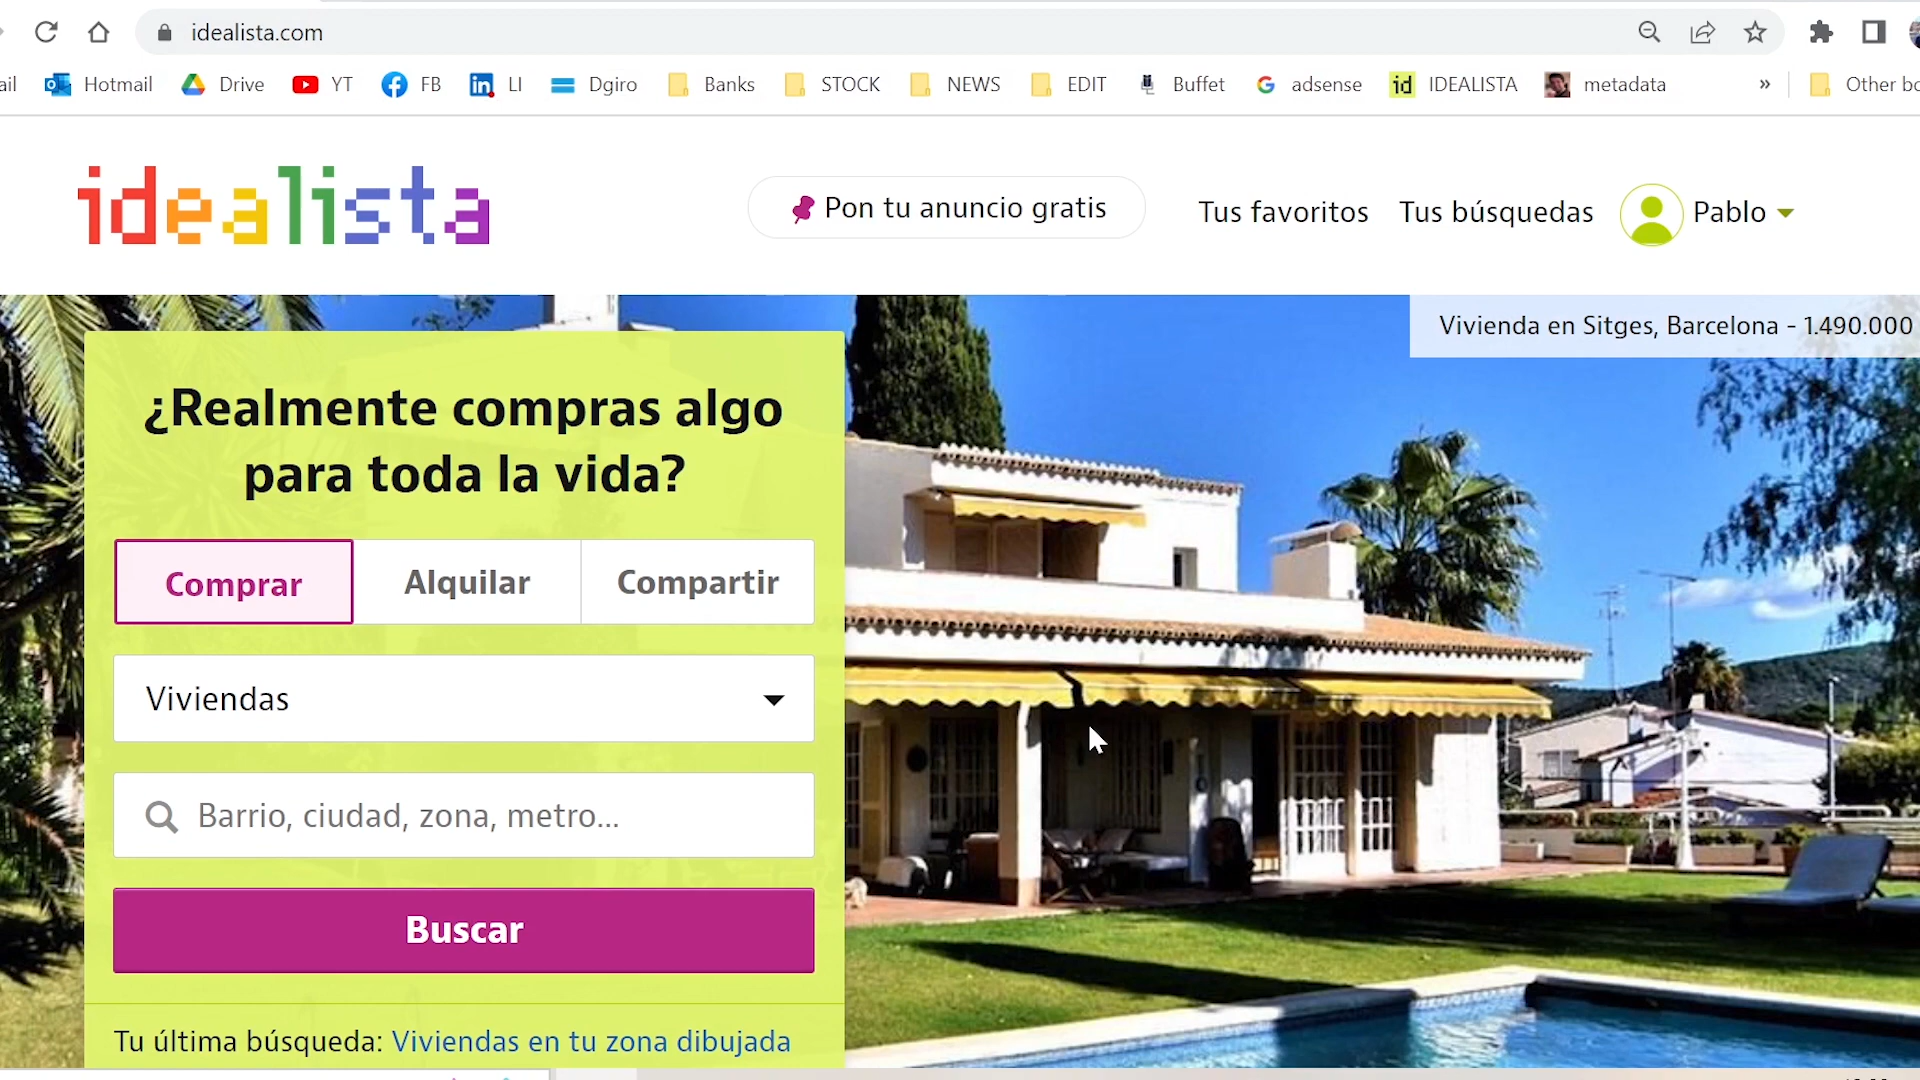 idealista.com
Hotmail Drive YT FB LI Dgiro Banks STOCK NEWS EDIT Buffet adsense IDEALISTA metadata » Other
idealista
Pon tu anuncio gratis Tus favoritos Tus búsquedas Pablo
Vivienda en Sitges, Barcelona - 1.490.000
¿Realmente compras algo
para toda la vida?
Comprar Alquilar Compartir
Viviendas
Barrio, ciudad, zona, metro...
Buscar
Tu última búsqueda: Viviendas en tu zona dibujada